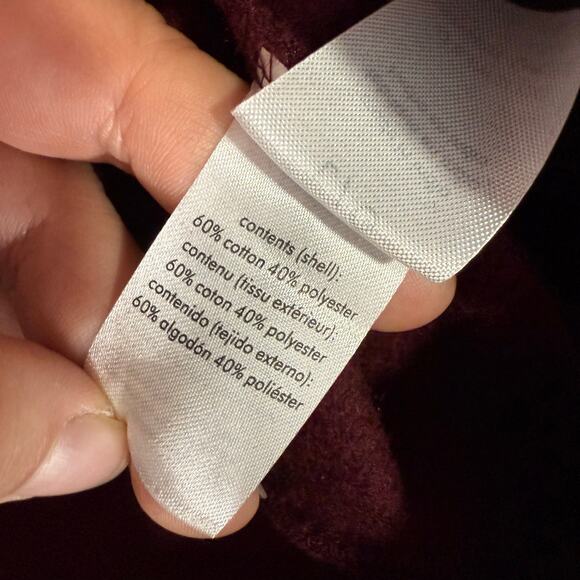 contents (shell):
60% cotton 40% polyester
contenu (tissu extérieur):
60% coton 40% polyester
contenido (tejido externo):
60% algodón 40% poliéster